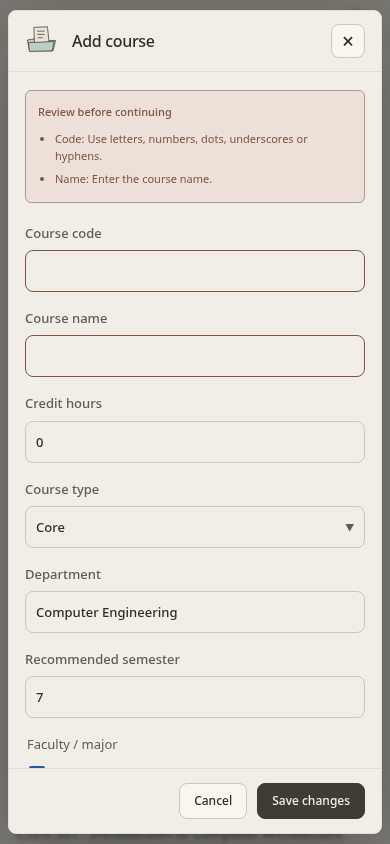 Add course
Review before continuing
Code: Use letters, numbers, dots, underscores or
hyphens.
Name: Enter the course name.
Course code
Course name
Credit hours
0
Course type
Core
Department
Computer Engineering
Recommended semester
7
Faculty / major
Cancel
Save changes